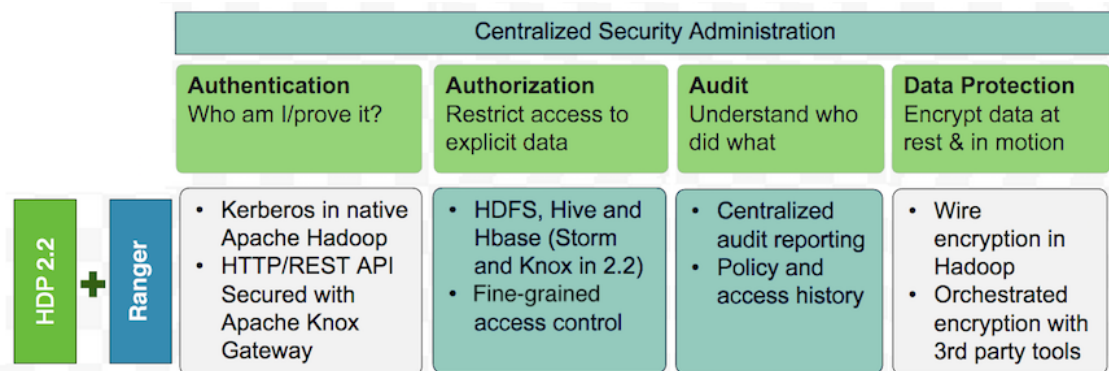 Centralized Security Administration
Authentication
Who am I/prove it?
Authorization
Restrict access to
explicit data
Audit
Understand who
did what
Data Protection
Encrypt data at
rest & in motion
HDP 2.2
+
Ranger
• Kerberos in native
Apache Hadoop
• HTTP/REST API
Secured with
Apache Knox
Gateway
• HDFS, Hive and
Hbase (Storm
and Knox in 2.2)
• Fine-grained
access control
• Centralized
audit reporting
• Policy and
access history
• Wire
encryption in
Hadoop
• Orchestrated
encryption with
3rd party tools